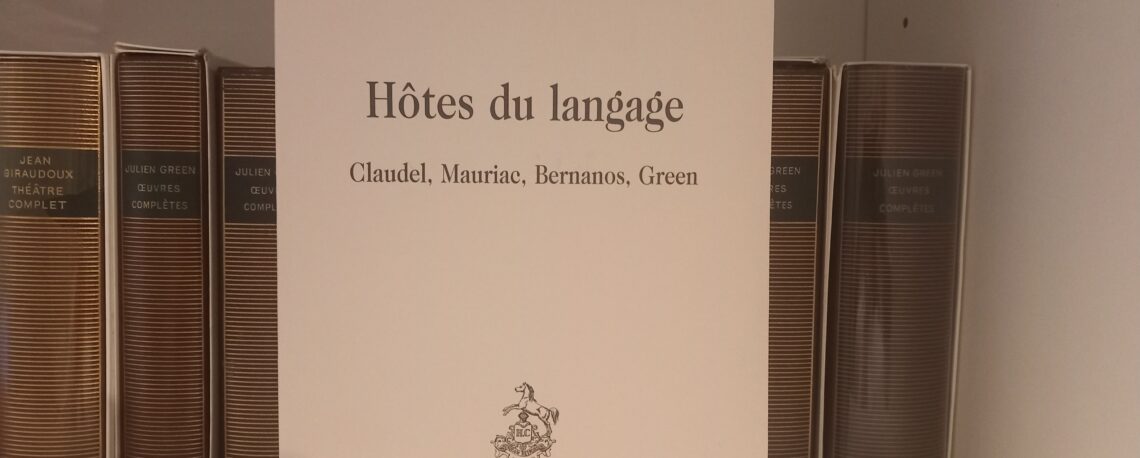 Hôtes du langage
Claudel, Mauriac, Bernanos, Green
H.C
JEAN
GIRAUDOUX
THÉÂTRE
COMPLET
JULIEN GREEN
ŒUVRES
COMPLÈTES
JULIEN
ŒUV
COMPL
GREEN
RES
ÈTES
JULIEN GREEN
ŒUVRES
COMPLÈTES